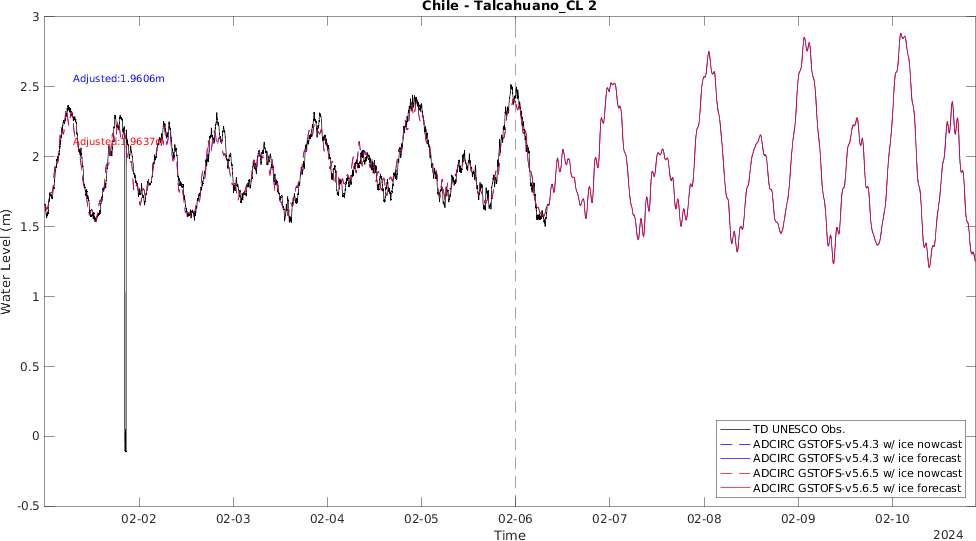 Chile - Talcahuano_CL 2
3
2.5
2
1.5
1
0.5
0
-0.5
Water Level (m)
Adjusted:1.9606m
Adjusted:1.9637m
TD UNESCO Obs.
ADCIRC GSTOFS-v5.4.3 w/ ice nowcast
ADCIRC GSTOFS-v5.4.3 w/ ice forecast
ADCIRC GSTOFS-v5.6.5 w/ ice nowcast
ADCIRC GSTOFS-v5.6.5 w/ ice forecast
02-02 02-03 02-04 02-05 02-06 02-07 02-08 02-09 02-10
Time
2024